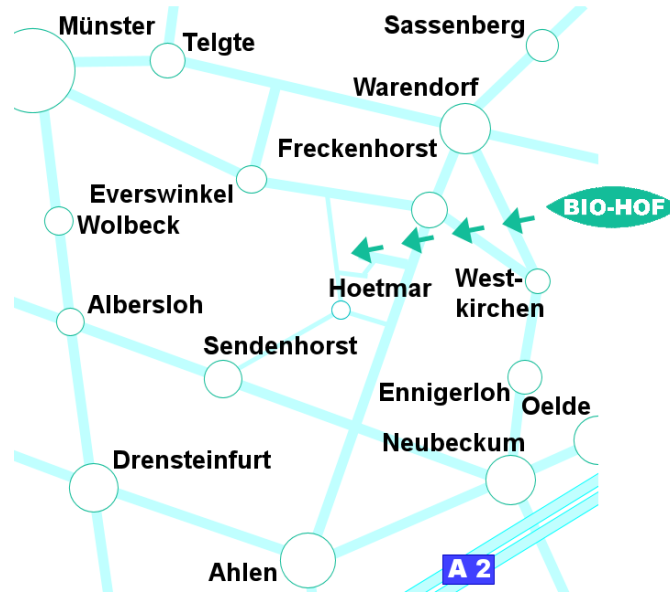 Münster
Sassenberg
Telgte
Warendorf
Freckenhorst
Everswinkel
BIO-HOF
Wolbeck
West-
kirchen
Hoetmar
Albersloh
Sendenhorst
Ennigerloh
Oelde
Neubeckum
Drensteinfurt
Ahlen
A 2